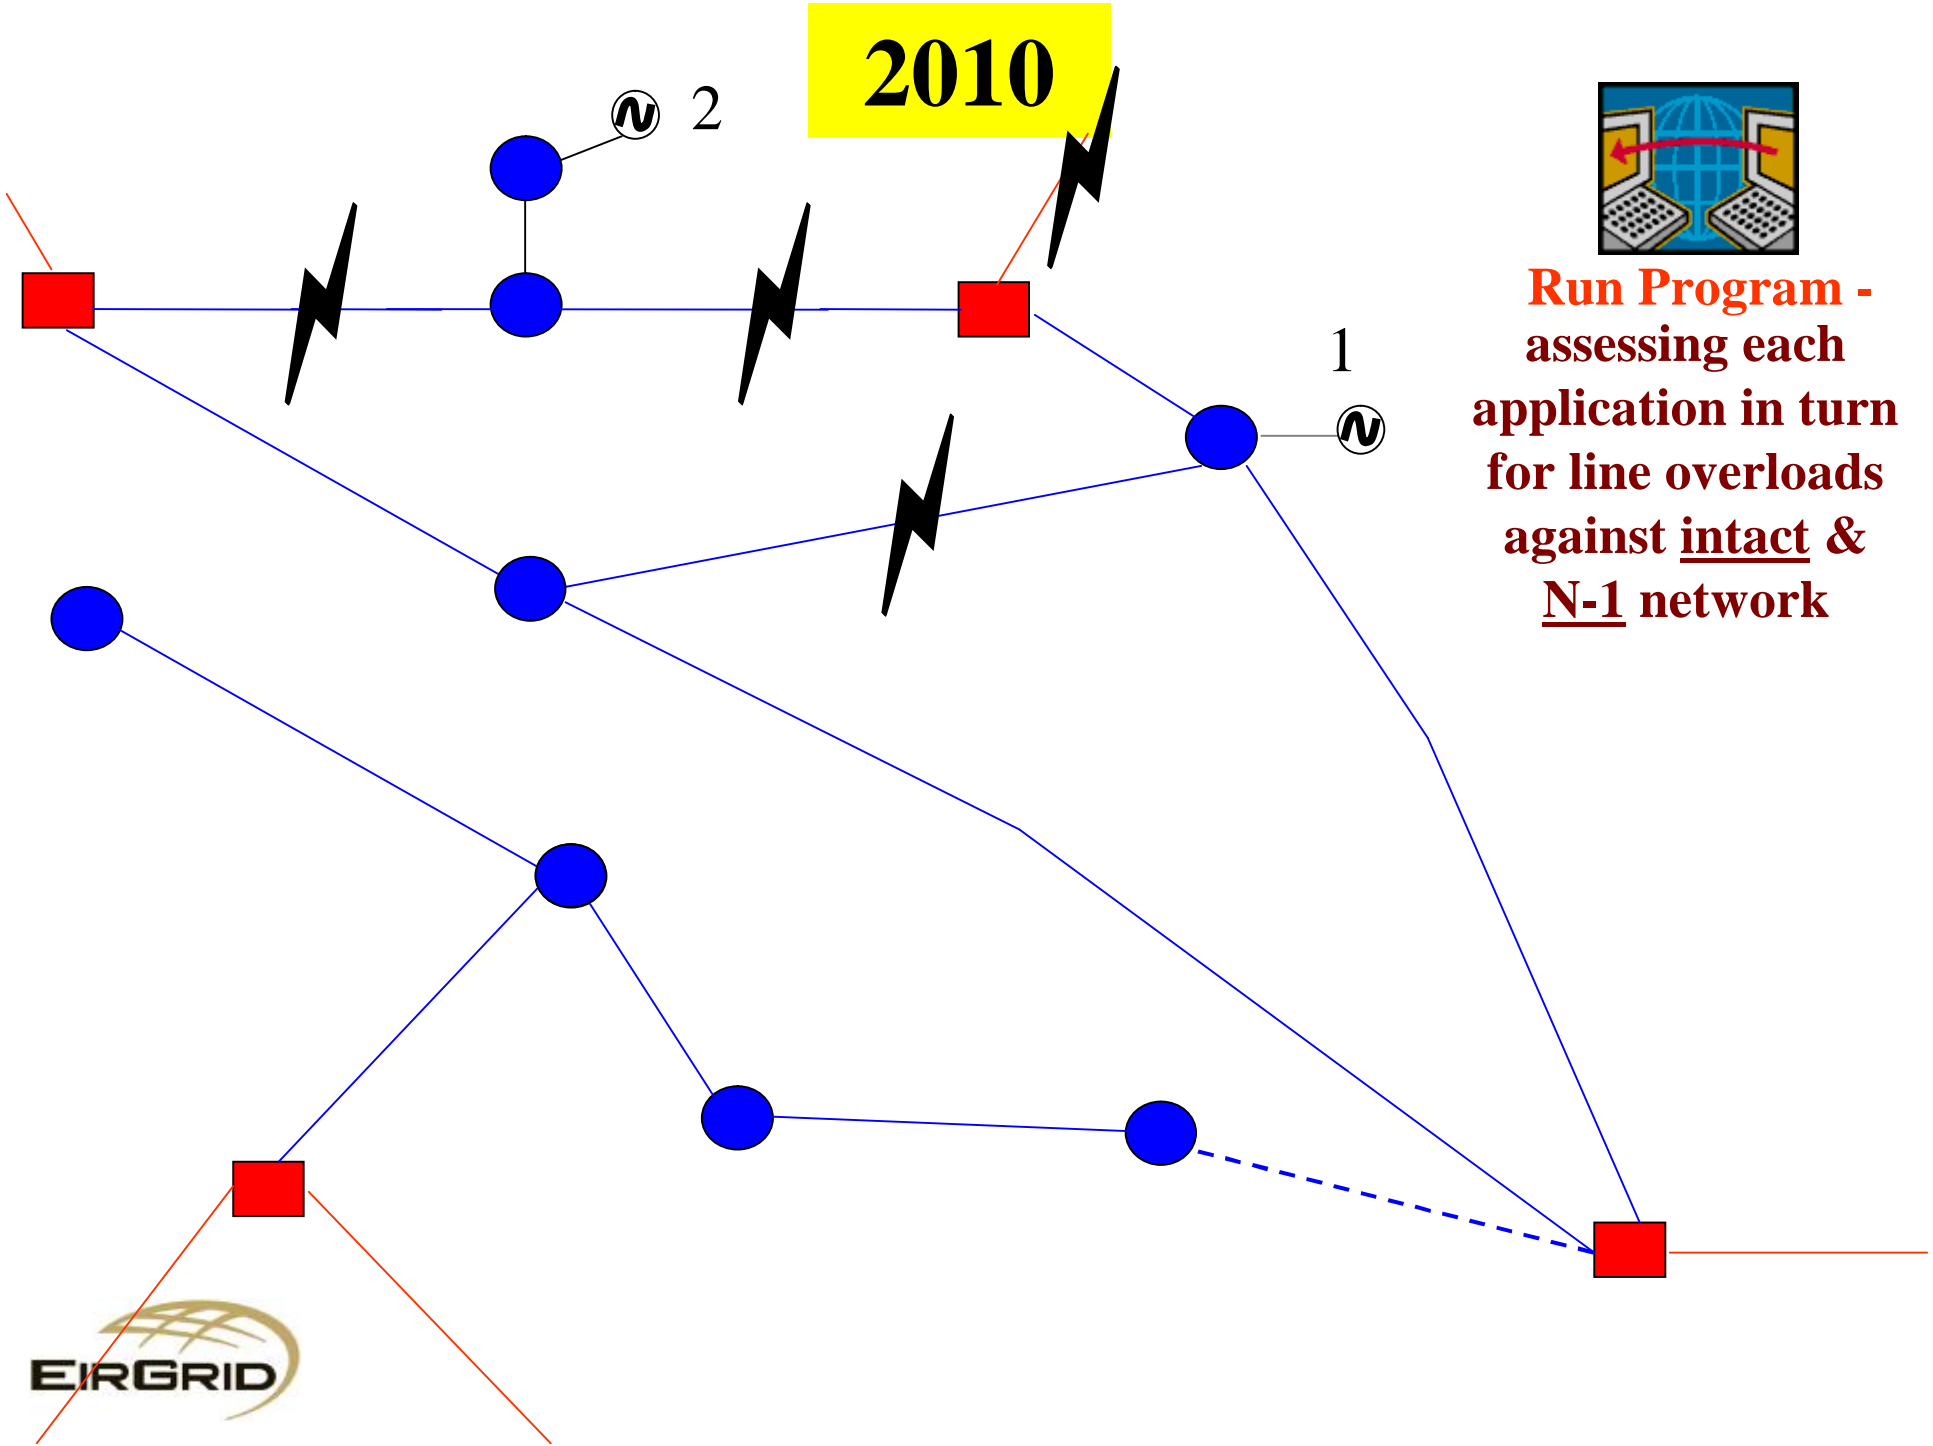 2010
2
1
Run Program -
assessing each
application in turn
for line overloads
against intact &
N-1 network
EIRGRID